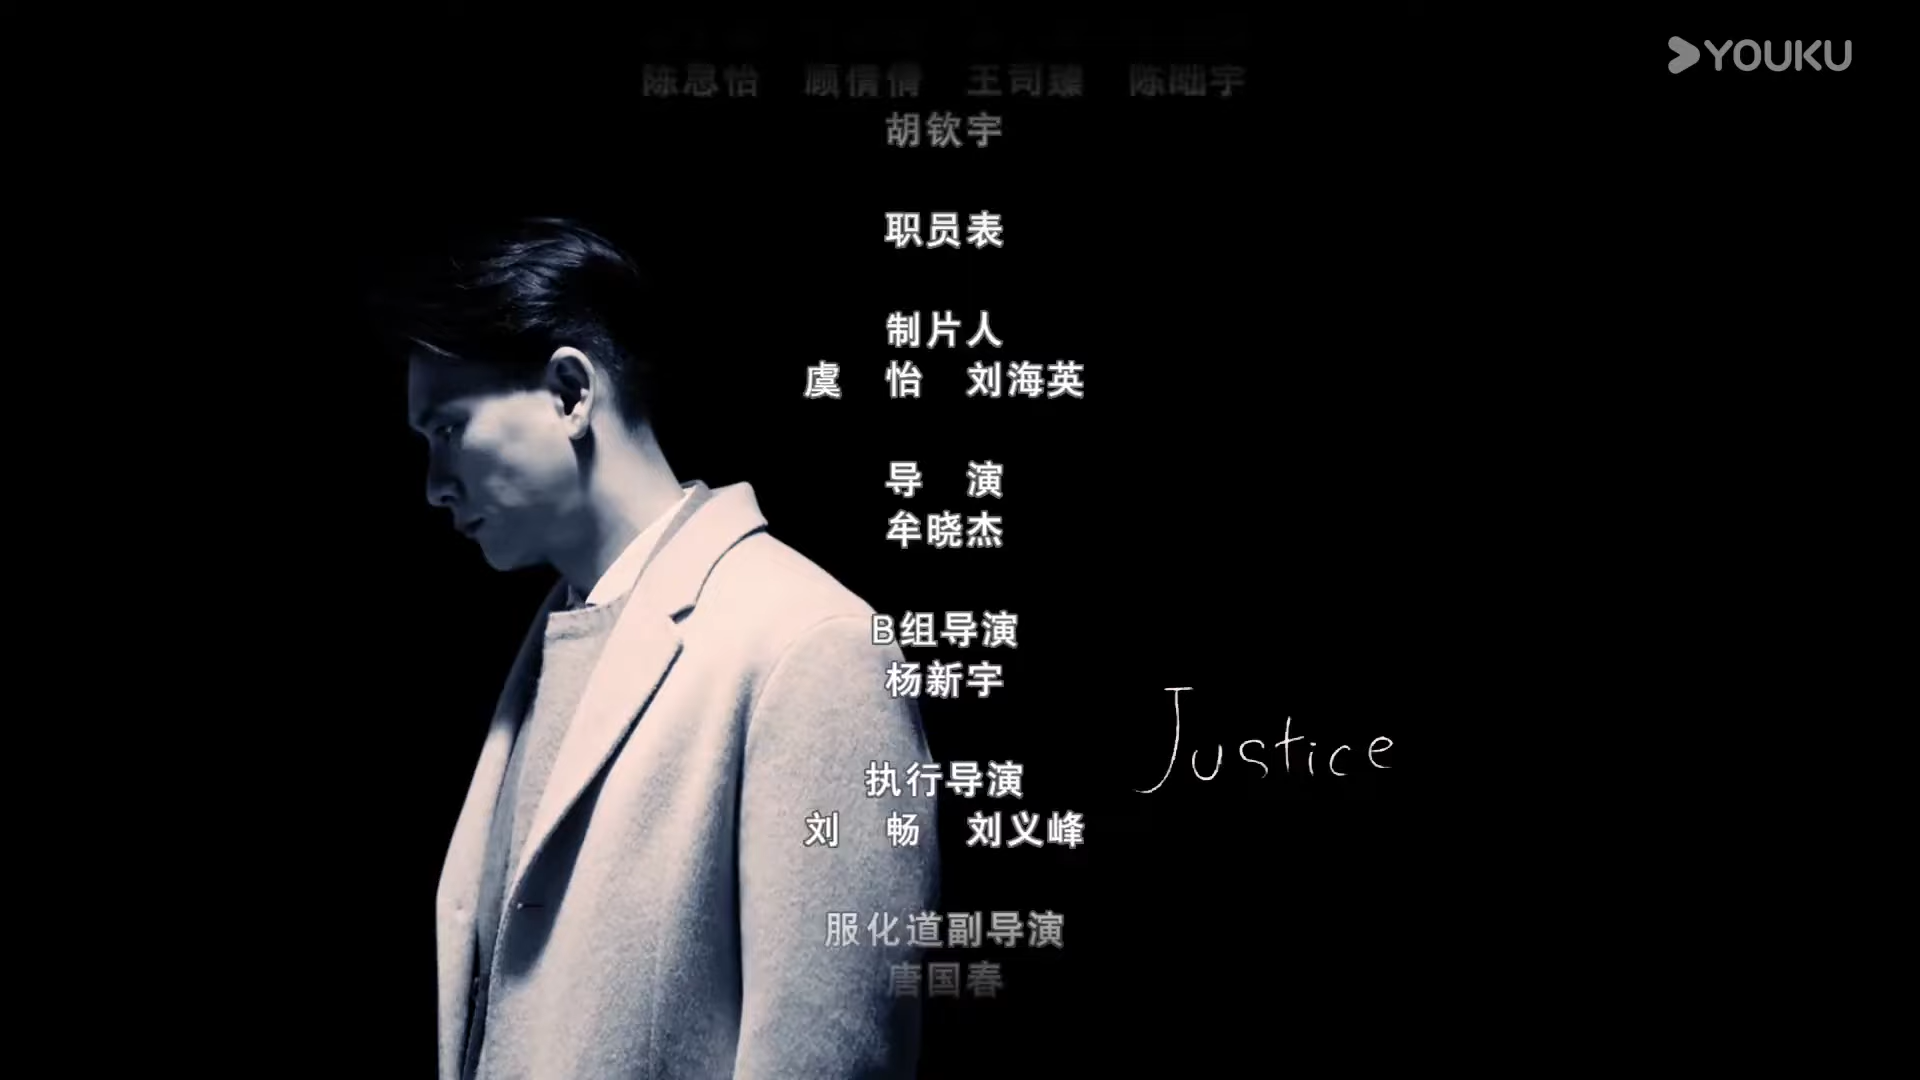 YOUKU
陈思怡 顾倩倩 王司臻 陈昢宇
胡钦宇
职员表
制片人
虞 怡 刘海英
导 演
牟晓杰
B组导演
杨新宇
Justice
执行导演
刘 畅 刘义峰
服化道副导演
唐国春